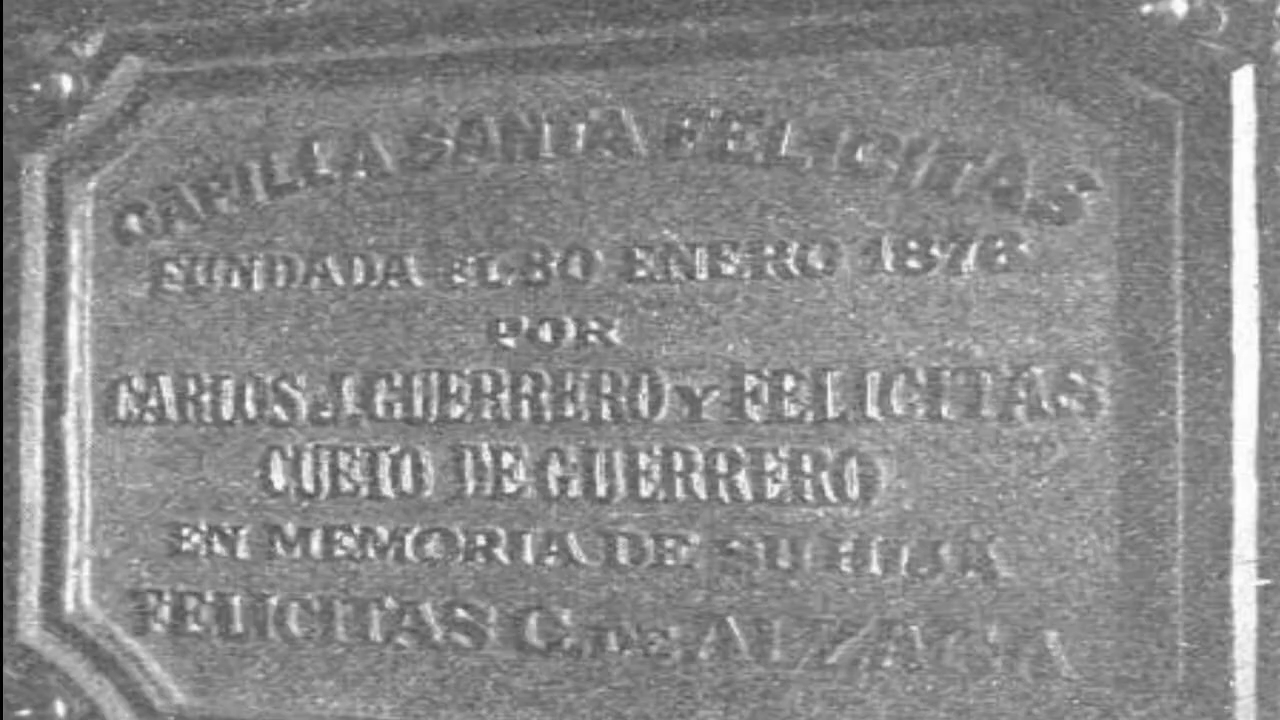 CAPILLA SANTA FELICITAS
FUNDADA EL 30 ENERO 1876
POR
CARLOS J. GUERRERO Y FELICITAS
CUETO DE GUERRERO
EN MEMORIA DE SU HIJA
FELICITAS G. DE ALZAGA